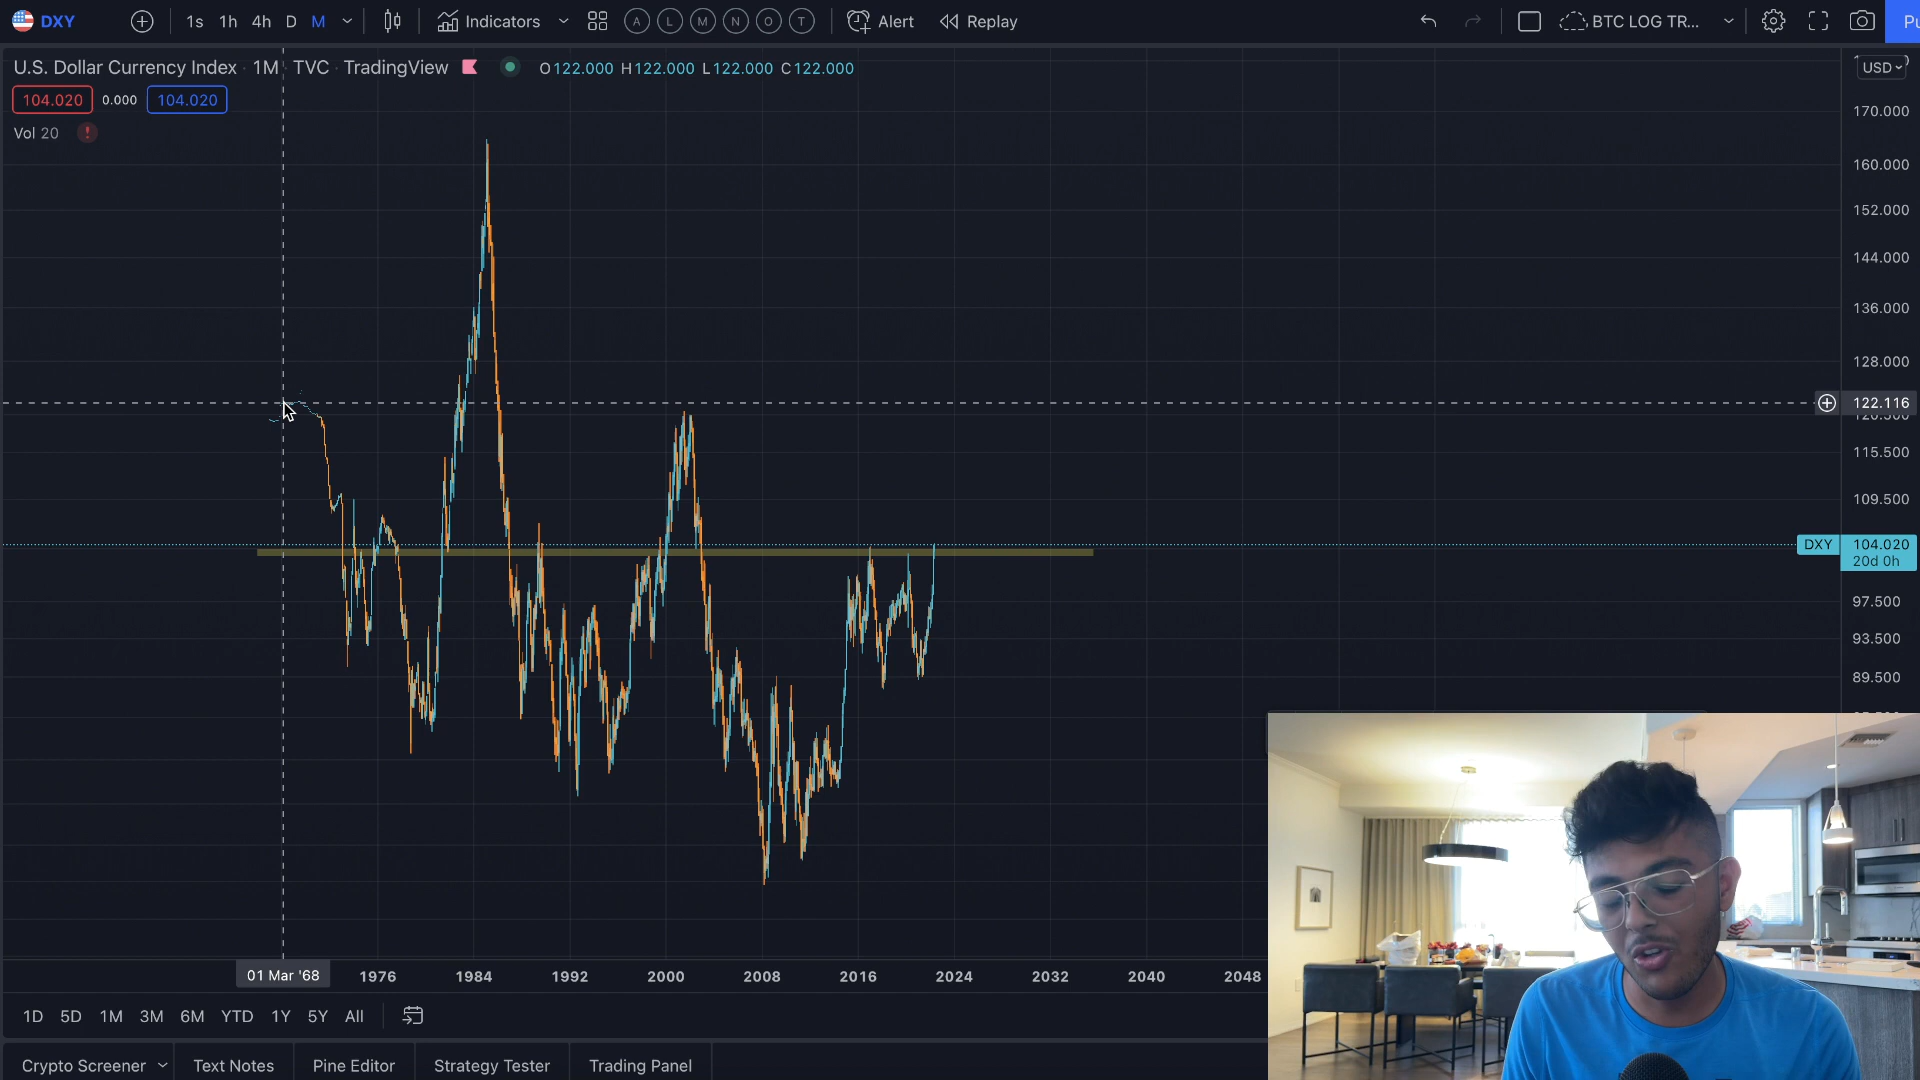 DXY 1s 1h 4h D M Indicators A L M N O T Alert Replay BTC LOG TR... Pu
U.S. Dollar Currency Index · 1M · TVC TradingView O122.000 H122.000 L122.000 C122.000 USD
104.020 0.000 104.020
Vol 20
170.000
160.000
152.000
144.000
136.000
128.000
122.116
115.500
109.500
DXY 104.020
20d 0h
97.500
93.500
89.500
01 Mar '68 1976 1984 1992 2000 2008 2016 2024 2032 2040 2048
1D 5D 1M 3M 6M YTD 1Y 5Y All
Crypto Screener Text Notes Pine Editor Strategy Tester Trading Panel